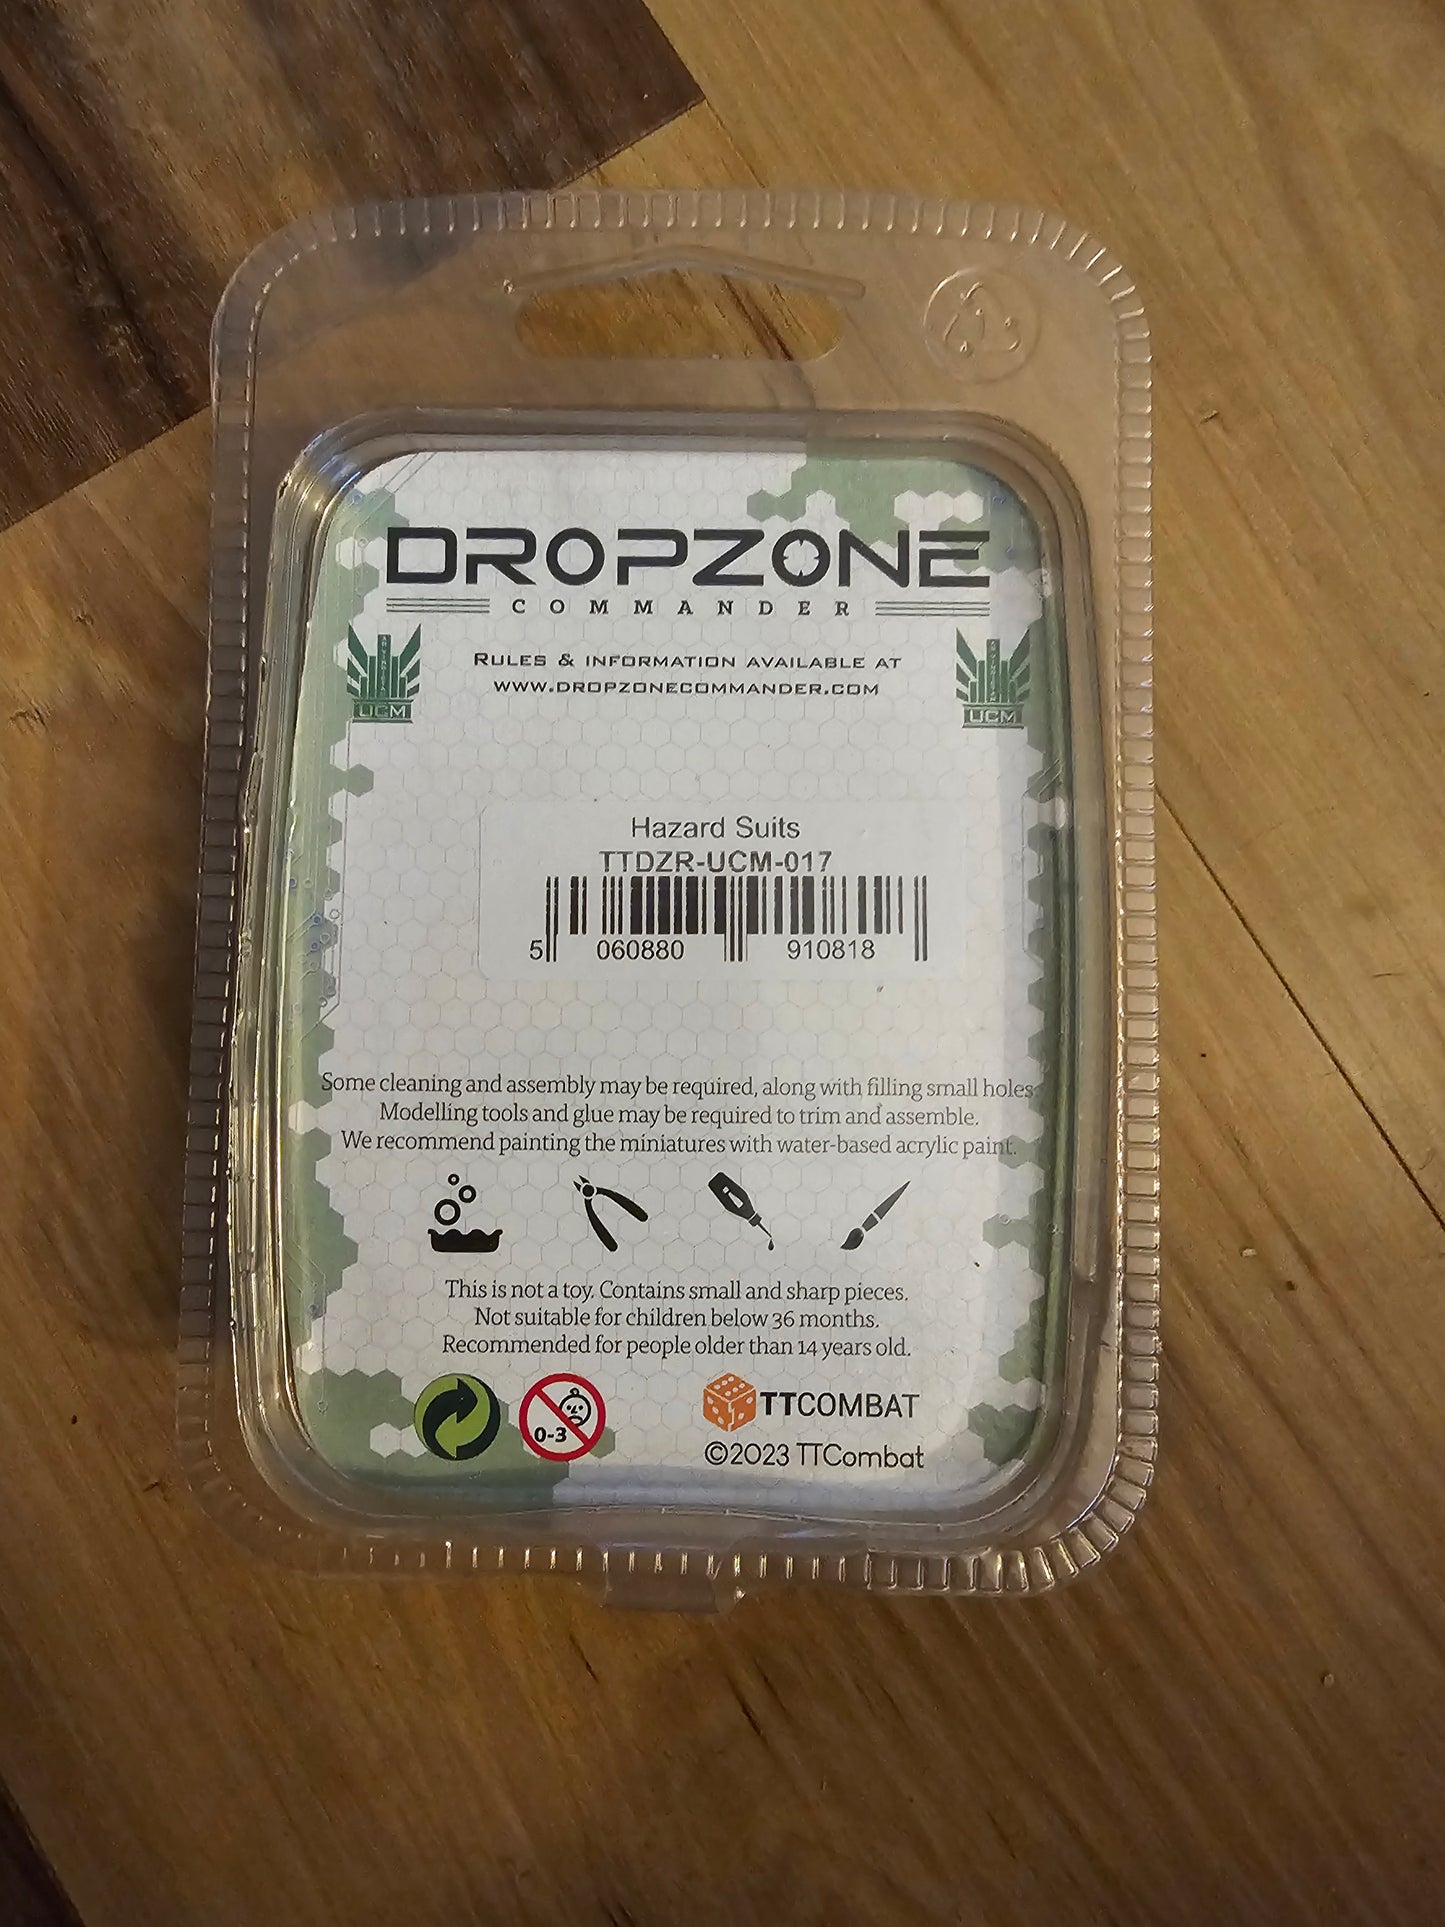 DROPZONE
COMMANDER
UCM
RULES & INFORMATION AVAILABLE AT
WWW.DROPZONECOMMANDER.COM
UCM
Hazard Suits
TTDZR-UCM-017
5 060880 910818
Some cleaning and assembly may be required, along with filling small holes.
Modelling tools and glue may be required to trim and assemble.
We recommend painting the miniatures with water-based acrylic paint.
This is not a toy. Contains small and sharp pieces.
Not suitable for children below 36 months.
Recommended for people older than 14 years old.
0-3
TTCOMBAT
©2023 TTCombat